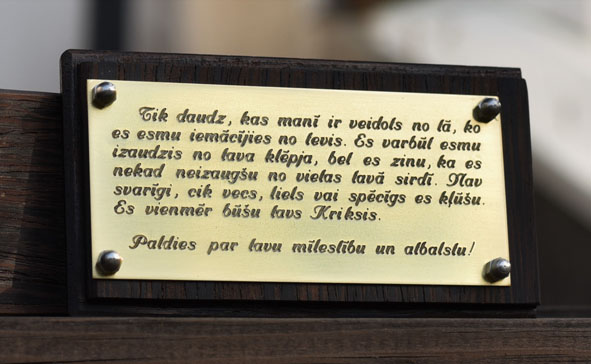 Tik daudz, kas manī ir veidots no tā, ko
es esmu iemācījies no tevis. Es varbūt esmu
izaudzis no tava klēpja, bet es zinu, ka es
nekad neizaugšu no vietas tavā sirdī. Nav
svarīgi, cik vecs, liels vai spēcīgs es kļūšu.
Es vienmēr būšu tavs Kriksis.
Paldies par tavu mīlestību un atbalstu!